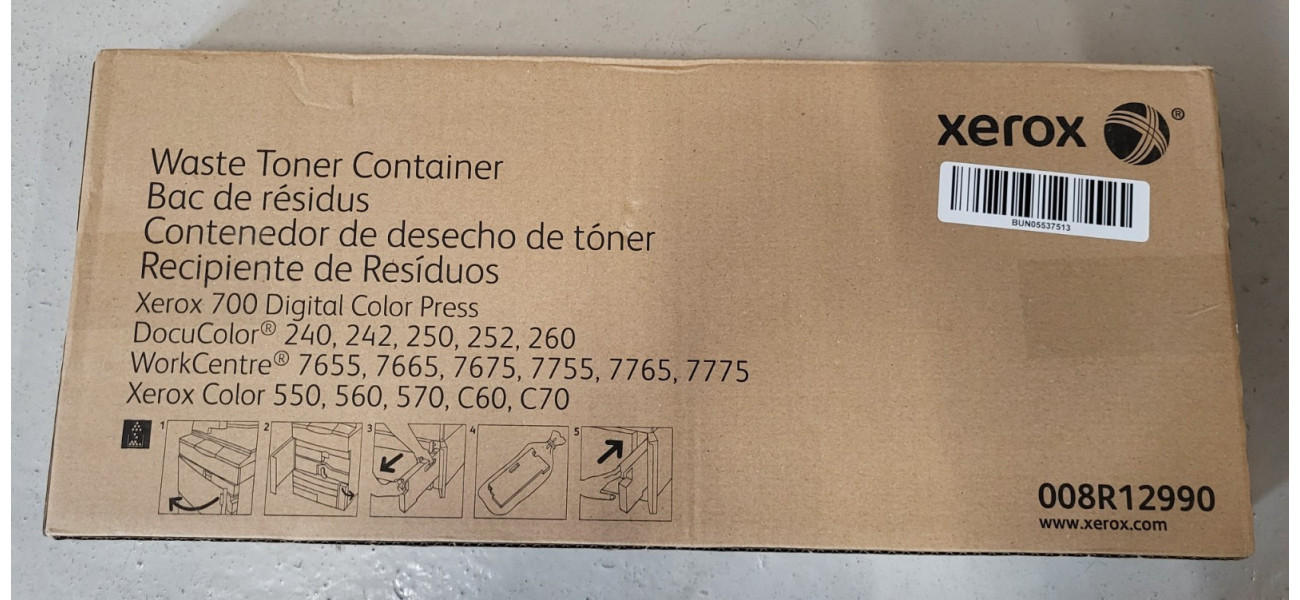 xerox ®
BUN05537513
Waste Toner Container
Bac de résidus
Contenedor de desecho de tóner
Recipiente de Resíduos
Xerox 700 Digital Color Press
DocuColor® 240, 242, 250, 252, 260
WorkCentre® 7655, 7665, 7675, 7755, 7765, 7775
Xerox Color 550, 560, 570, C60, C70
1 2 3 4 5
008R12990
www.xerox.com